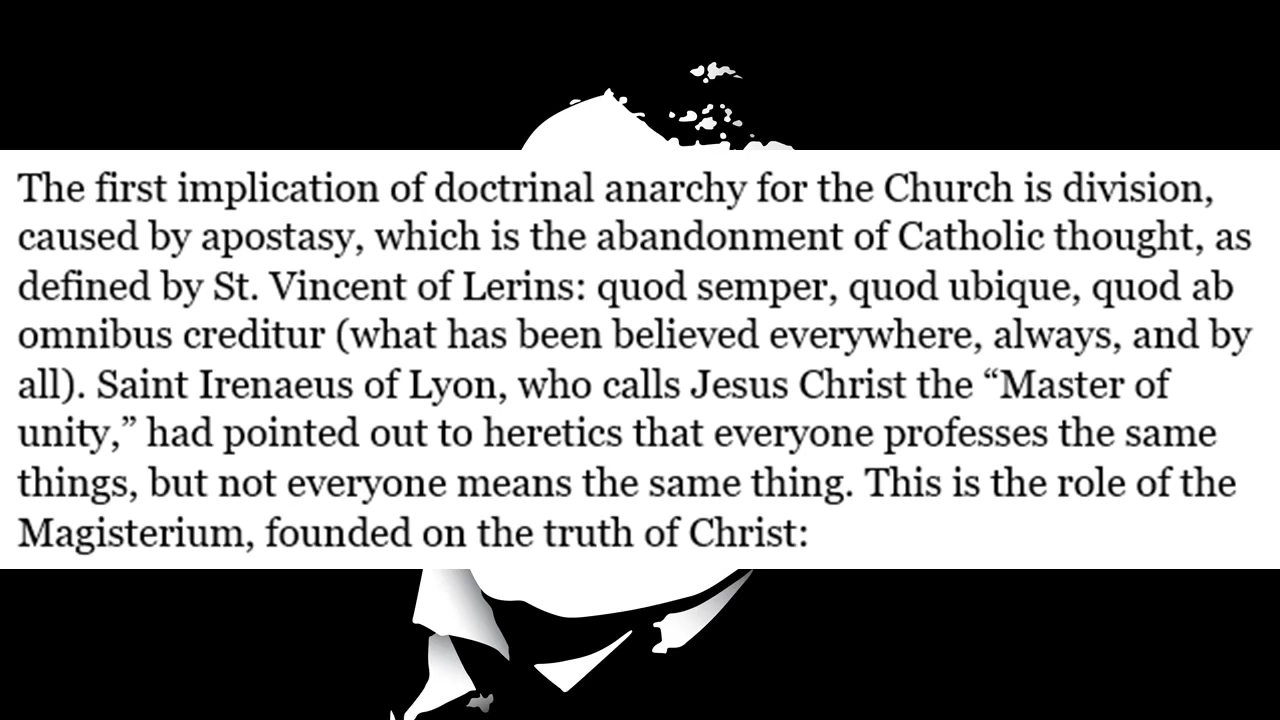 The first implication of doctrinal anarchy for the Church is division,
caused by apostasy, which is the abandonment of Catholic thought, as
defined by St. Vincent of Lerins: quod semper, quod ubique, quod ab
omnibus creditur (what has been believed everywhere, always, and by
all). Saint Irenaeus of Lyon, who calls Jesus Christ the “Master of
unity,” had pointed out to heretics that everyone professes the same
things, but not everyone means the same thing. This is the role of the
Magisterium, founded on the truth of Christ: